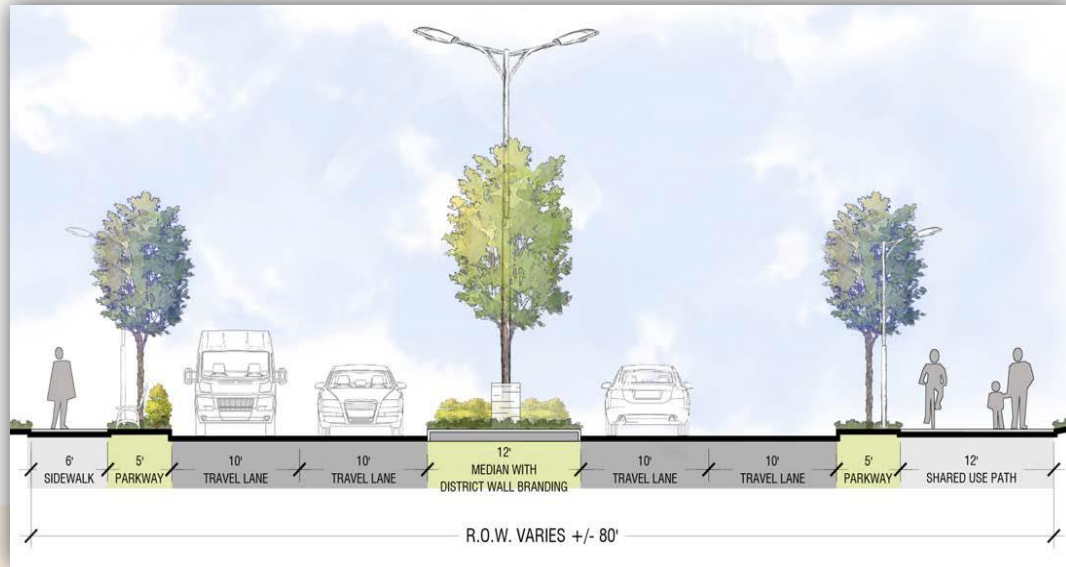 6'
SIDEWALK
5'
PARKWAY
10'
TRAVEL LANE
10'
TRAVEL LANE
12'
MEDIAN WITH
DISTRICT WALL BRANDING
10'
TRAVEL LANE
10'
TRAVEL LANE
5'
PARKWAY
12'
SHARED USE PATH
R.O.W. VARIES +/- 80'